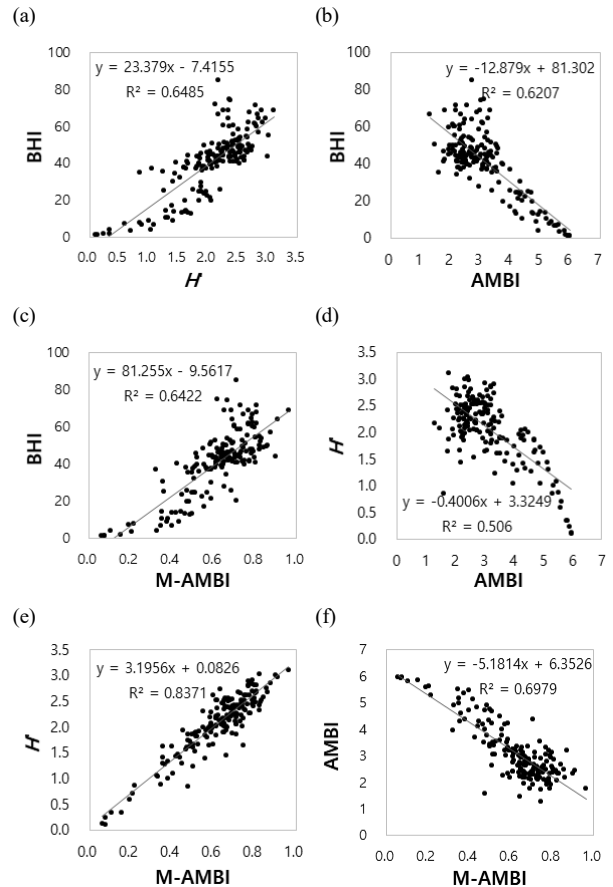 (a)
(b)
100
80
60
40
20
0
BHI
y = 23.379x - 7.4155
R² = 0.6485
0.0 0.5 1.0 1.5 2.0 2.5 3.0 3.5
H'
100
80
60
40
20
0
BHI
y = -12.879x + 81.302
R² = 0.6207
0 1 2 3 4 5 6 7
AMBI
(c)
(d)
100
80
60
40
20
0
BHI
y = 81.255x - 9.5617
R² = 0.6422
0.0 0.2 0.4 0.6 0.8 1.0
M-AMBI
3.5
3.0
2.5
2.0
1.5
1.0
0.5
0.0
H'
y = -0.4006x + 3.3249
R² = 0.506
0 1 2 3 4 5 6 7
AMBI
(e)
(f)
3.5
3.0
2.5
2.0
1.5
1.0
0.5
0.0
H'
y = 3.1956x + 0.0826
R² = 0.8371
0.0 0.2 0.4 0.6 0.8 1.0
M-AMBI
7
6
5
4
3
2
1
0
AMBI
y = -5.1814x + 6.3526
R² = 0.6979
0.0 0.2 0.4 0.6 0.8 1.0
M-AMBI